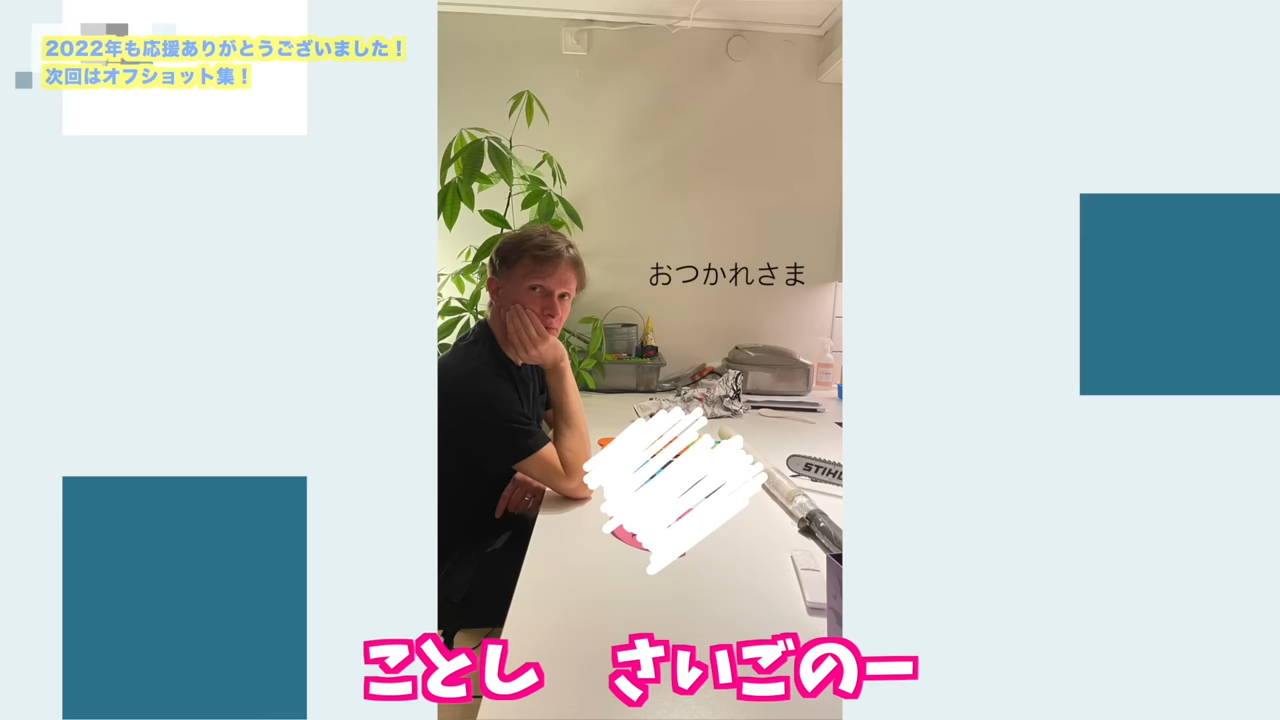 2022年も応援ありがとうございました！
次回はオフショット集！
おつかれさま
STIHL
ことし　さいごのー